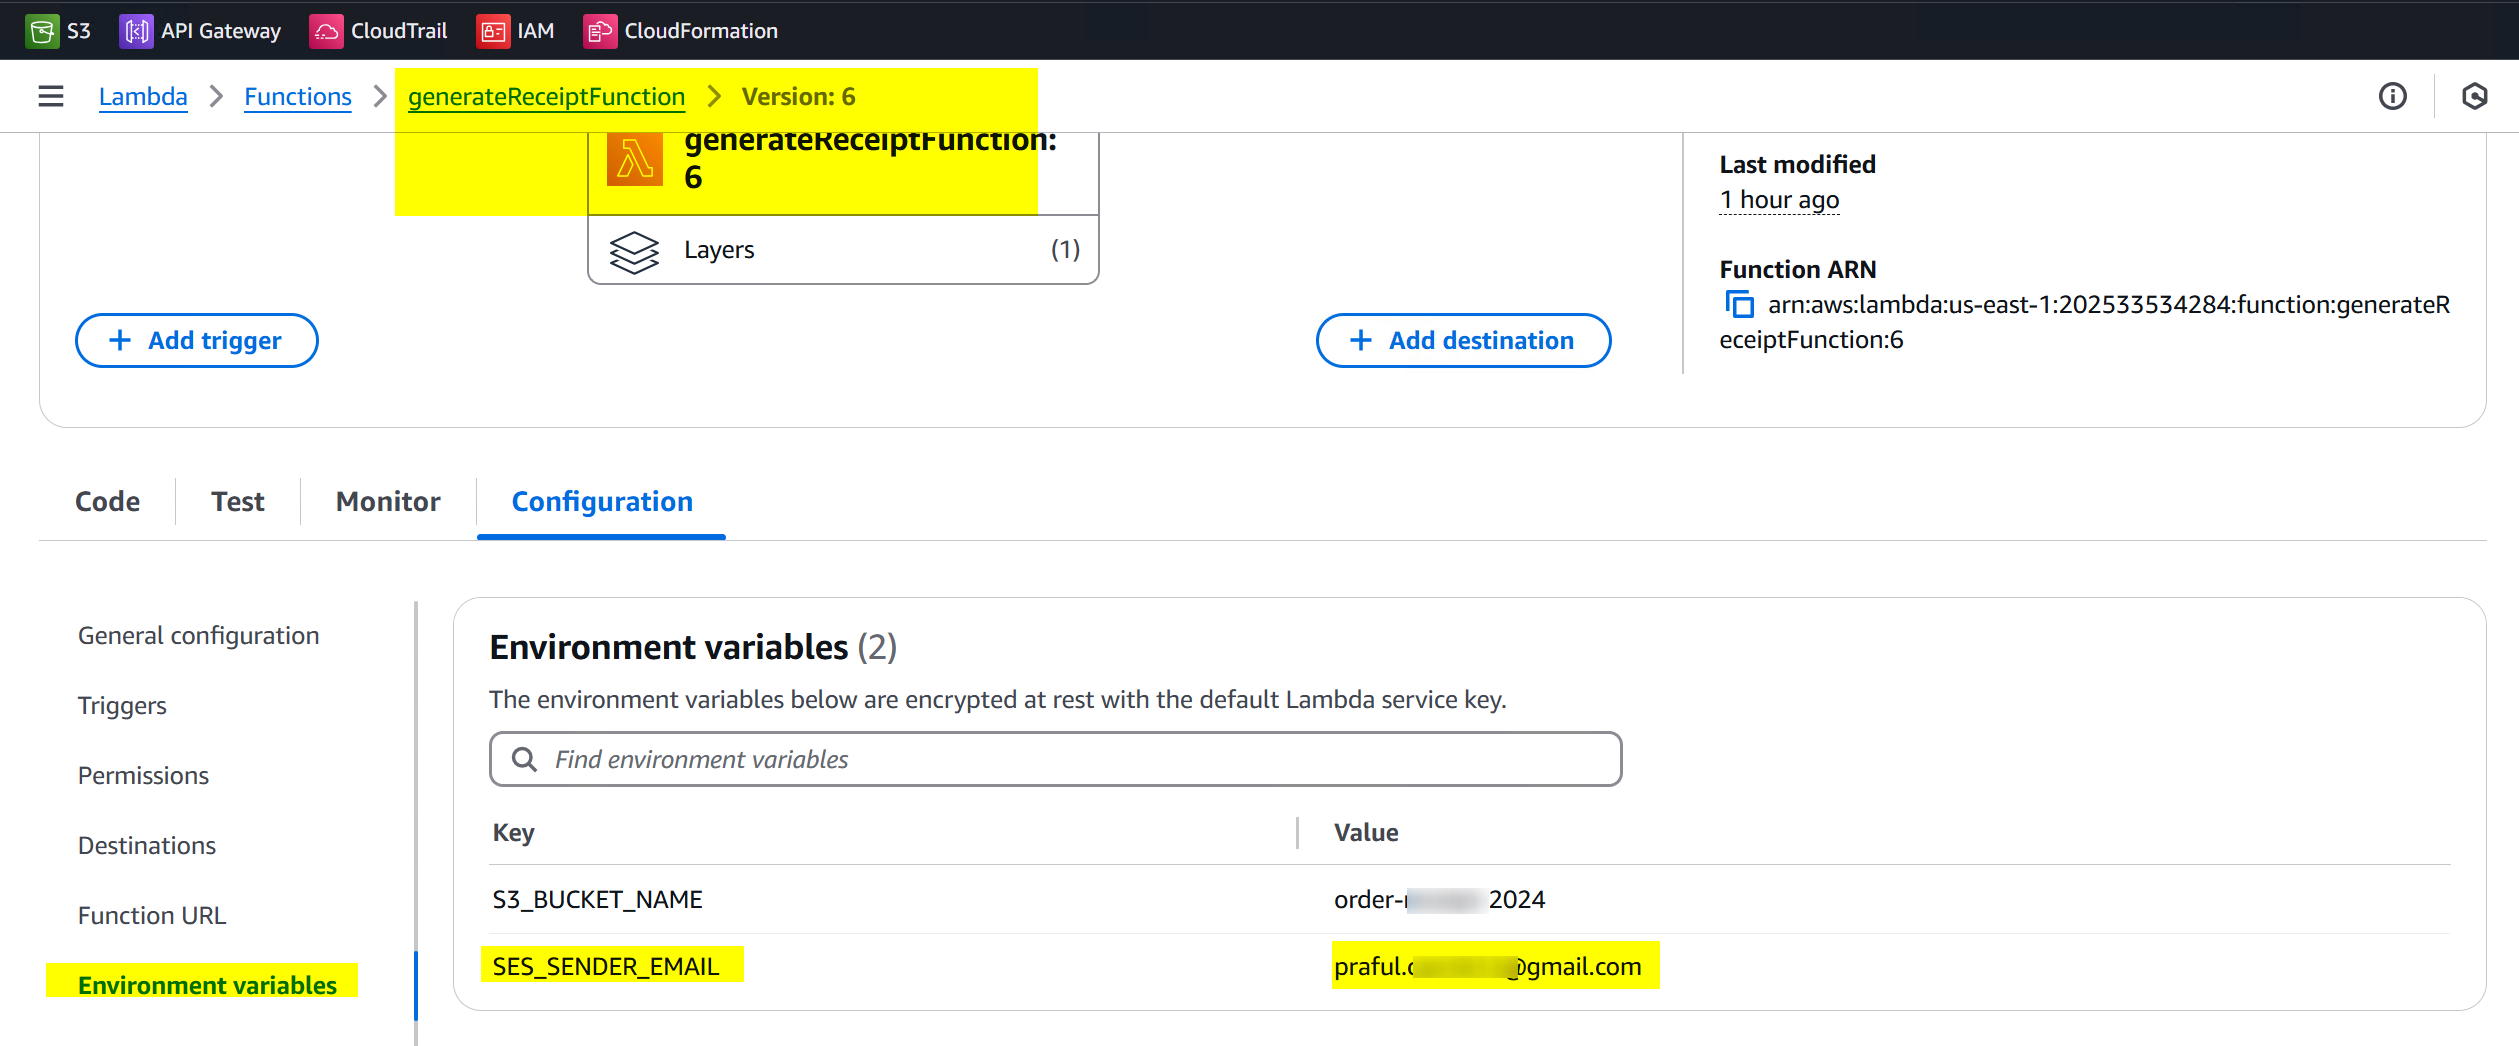 S3 API Gateway CloudTrail IAM CloudFormation
Lambda Functions generateReceiptFunction Version: 6
generateReceiptFunction:
6
Layers (1)
Add trigger
Add destination
Last modified
1 hour ago
Function ARN
arn:aws:lambda:us-east-1:202533534284:function:generateR
eceiptFunction:6
Code Test Monitor Configuration
General configuration
Triggers
Permissions
Destinations
Function URL
Environment variables
Environment variables (2)
The environment variables below are encrypted at rest with the default Lambda service key.
Find environment variables
Key Value
S3_BUCKET_NAME order- 2024
SES_SENDER_EMAIL praful. @gmail.com